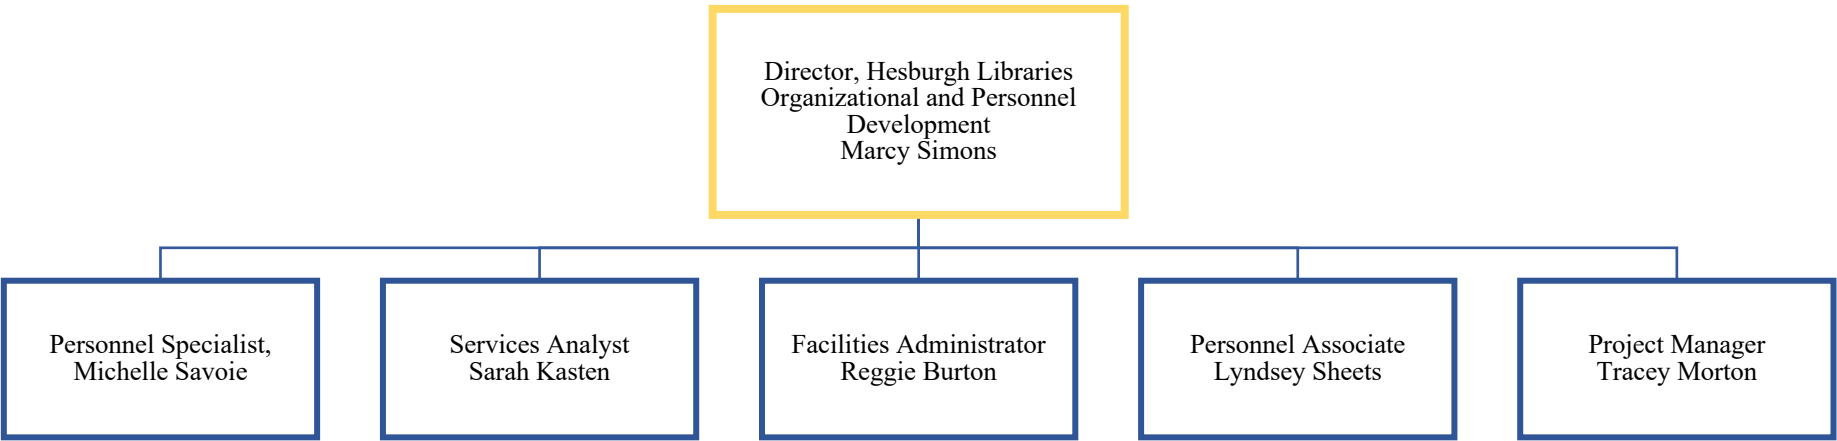 Director, Hesburgh Libraries
Organizational and Personnel
Development
Marcy Simons
Personnel Specialist,
Michelle Savoie
Services Analyst
Sarah Kasten
Facilities Administrator
Reggie Burton
Personnel Associate
Lyndsey Sheets
Project Manager
Tracey Morton